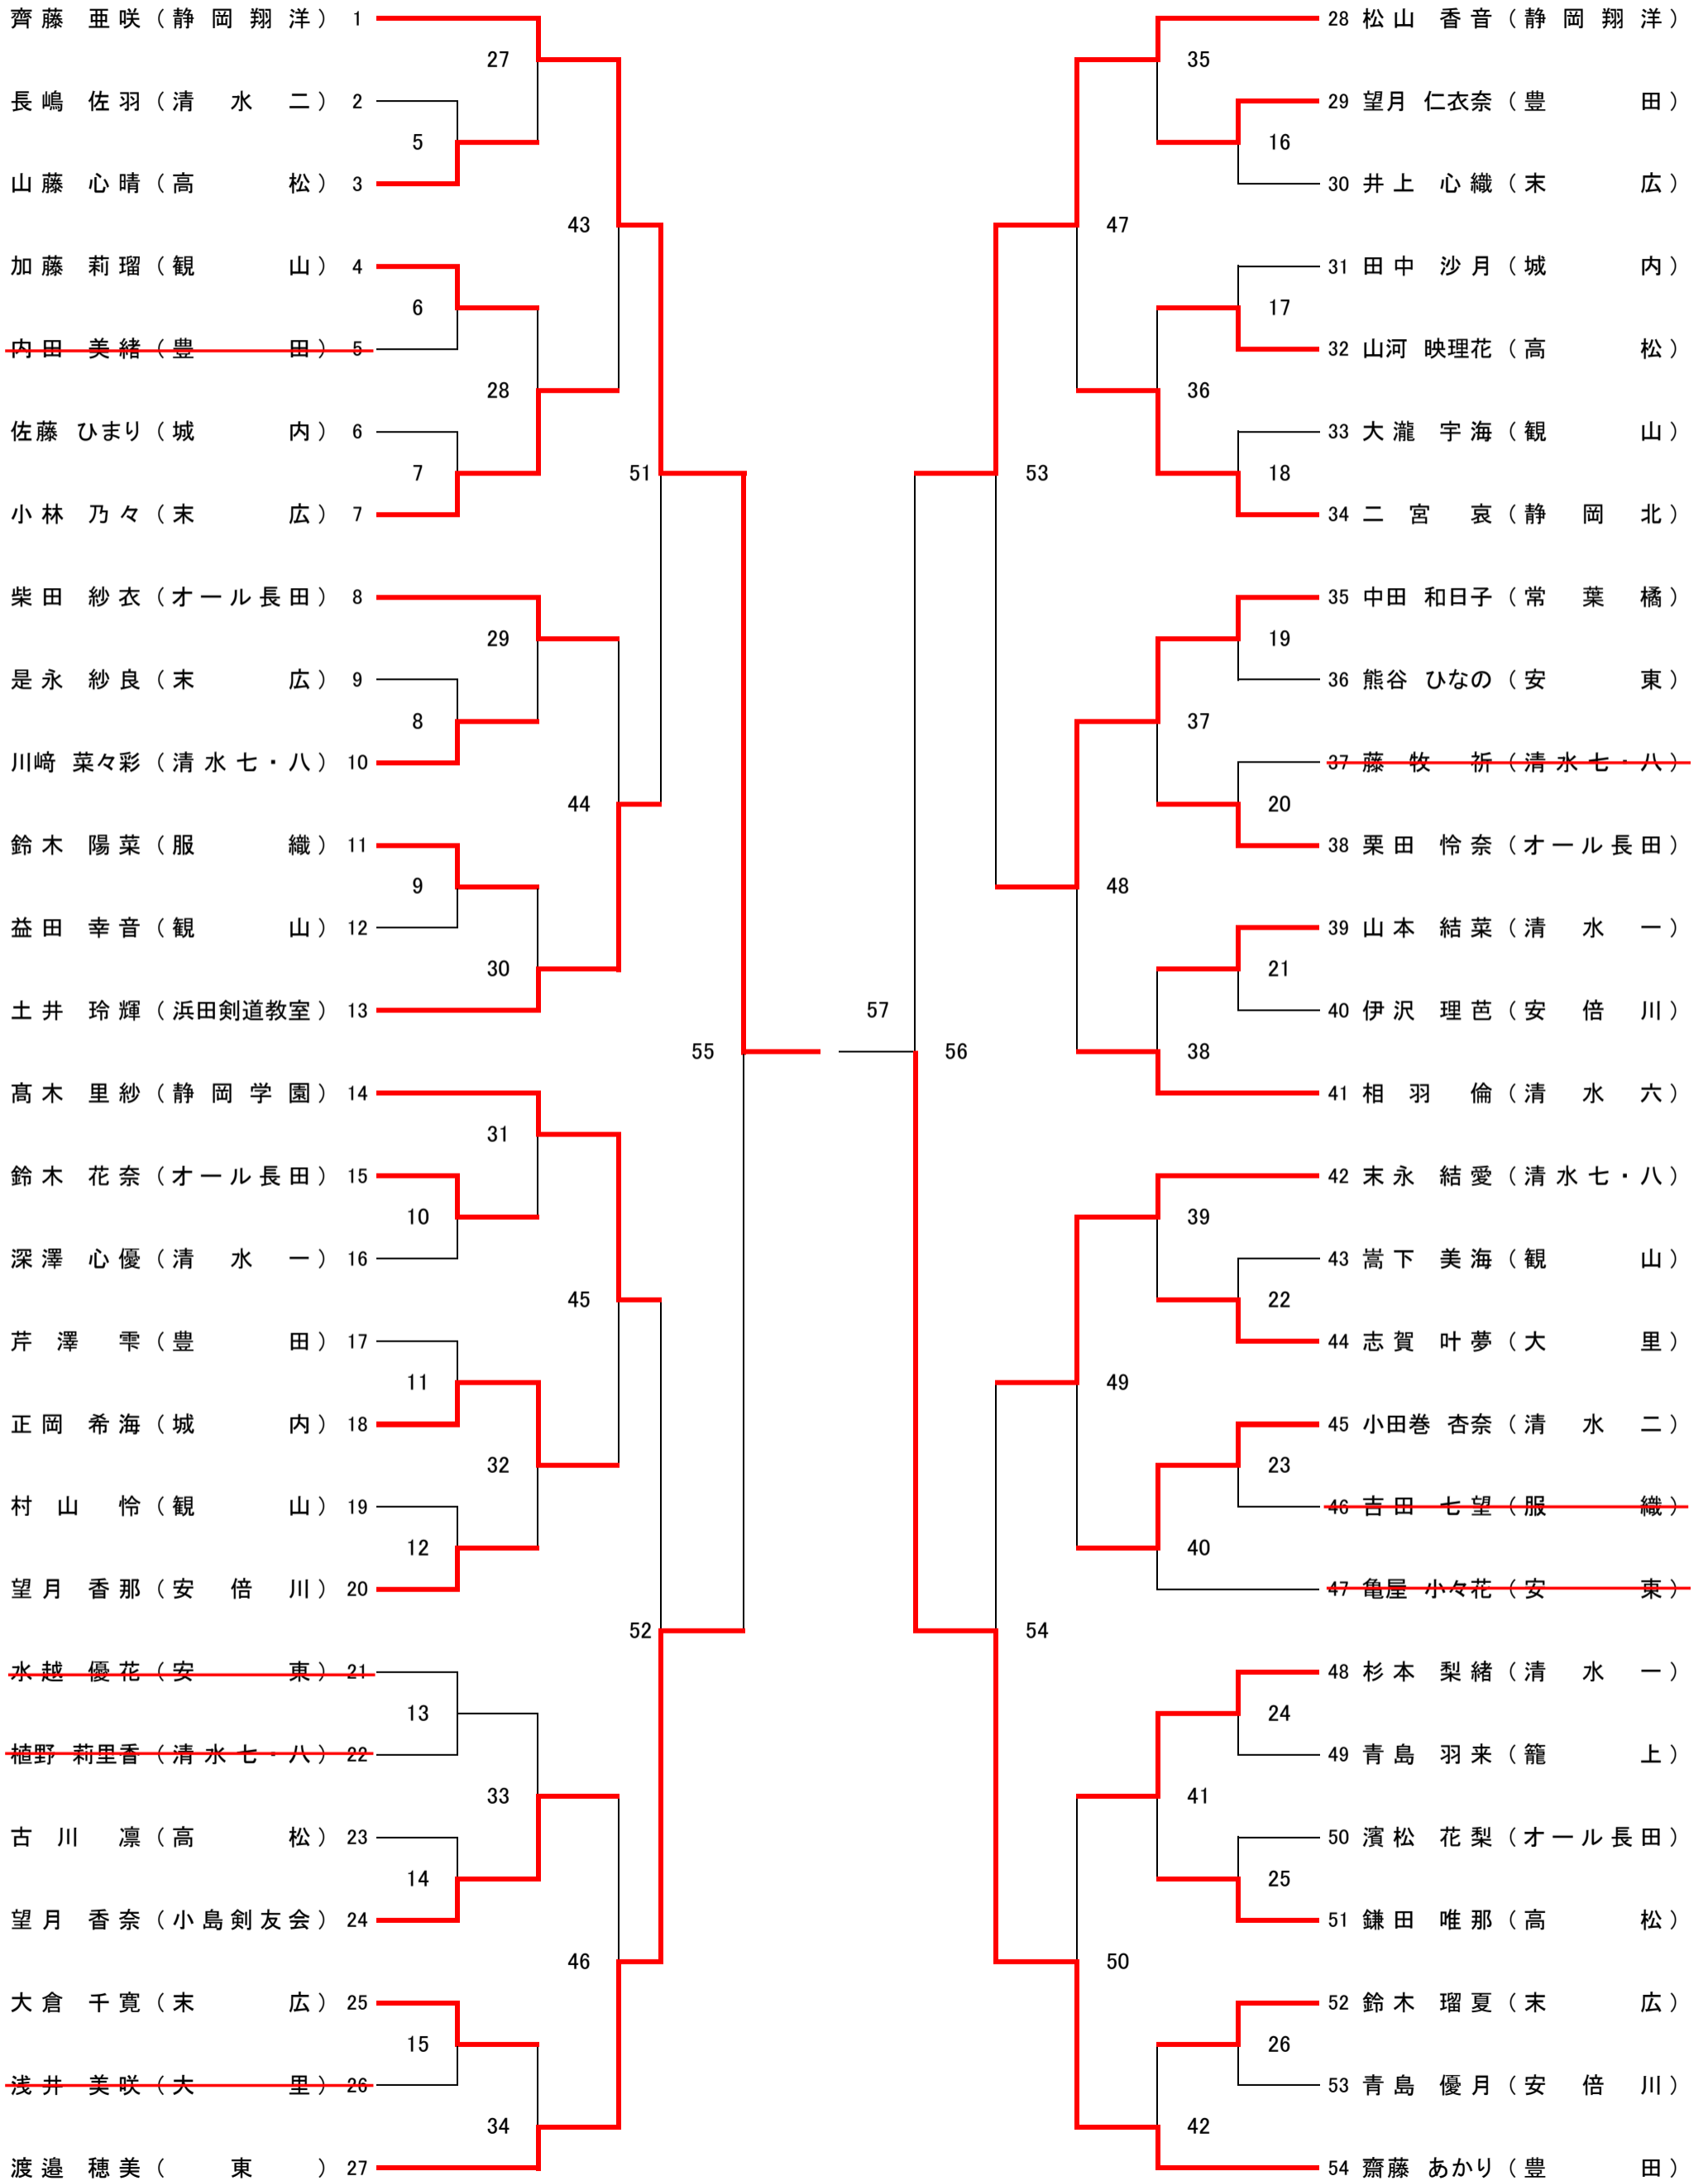 齊藤 亜咲（静岡翔洋） 1
長嶋 佐羽（清水二） 2
山藤 心晴（高松） 3
加藤 莉瑠（観山） 4
内田 美緒（豊田） 5
佐藤 ひまり（城内） 6
小林 乃々（末広） 7
柴田 紗衣（オール長田） 8
是永 紗良（末広） 9
川﨑 菜々彩（清水七・八） 10
鈴木 陽菜（服織） 11
益田 幸音（観山） 12
土井 玲輝（浜田剣道教室） 13
髙木 里紗（静岡学園） 14
鈴木 花奈（オール長田） 15
深澤 心優（清水一） 16
芹澤 雫（豊田） 17
正岡 希海（城内） 18
村山 怜（観山） 19
望月 香那（安倍川） 20
水越 優花（安東） 21
植野 莉里香（清水七・八） 22
古川 凛（高松） 23
望月 香奈（小島剣友会） 24
大倉 千寛（末広） 25
浅井 美咲（大里） 26
渡邉 穂美（東） 27
5
6
7
8
9
10
11
12
13
14
15
27
28
29
30
31
32
33
34
43
44
45
46
51
52
55
57
56
53
54
47
48
49
50
35
36
37
38
39
40
41
42
16
17
18
19
20
21
22
23
24
25
26
28 松山 香音（静岡翔洋）
29 望月 仁衣奈（豊田）
30 井上 心織（末広）
31 田中 沙月（城内）
32 山河 映理花（高松）
33 大瀧 宇海（観山）
34 二宮 哀（静岡北）
35 中田 和日子（常葉橘）
36 熊谷 ひなの（安東）
37 藤牧 祈（清水七・八）
38 栗田 怜奈（オール長田）
39 山本 結菜（清水一）
40 伊沢 理芭（安倍川）
41 相羽 倫（清水六）
42 末永 結愛（清水七・八）
43 嵩下 美海（観山）
44 志賀 叶夢（大里）
45 小田巻 杏奈（清水二）
46 吉田 七望（服織）
47 亀屋 小々花（安東）
48 杉本 梨緒（清水一）
49 青島 羽来（籠上）
50 濱松 花梨（オール長田）
51 鎌田 唯那（高松）
52 鈴木 瑠夏（末広）
53 青島 優月（安倍川）
54 齋藤 あかり（豊田）